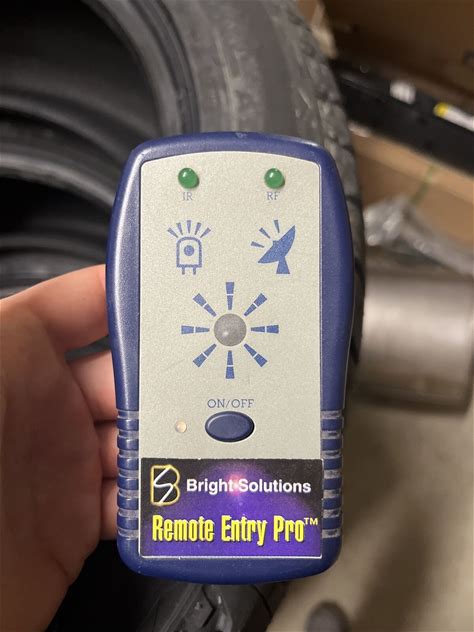 IR RF
ON/OFF
Bright Solutions
Remote Entry Pro™